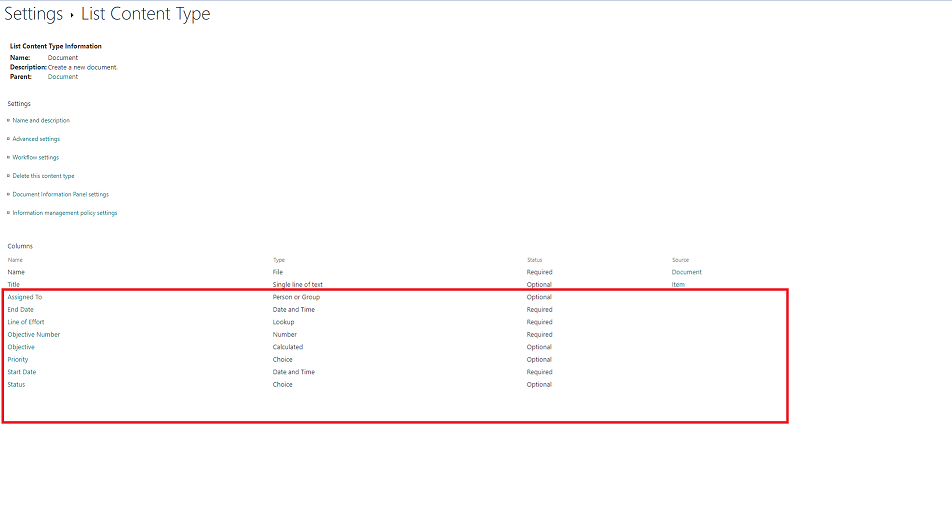 Settings › List Content Type
List Content Type Information
Name: Document
Description: Create a new document.
Parent: Document
Settings
Name and description
Advanced settings
Workflow settings
Delete this content type
Document Information Panel settings
Information management policy settings
Columns
Name Type Status Source
Name File Required Document
Title Single line of text Optional Item
Assigned To Person or Group Optional
End Date Date and Time Required
Line of Effort Lookup Required
Objective Number Number Required
Objective Calculated Optional
Priority Choice Optional
Start Date Date and Time Required
Status Choice Optional